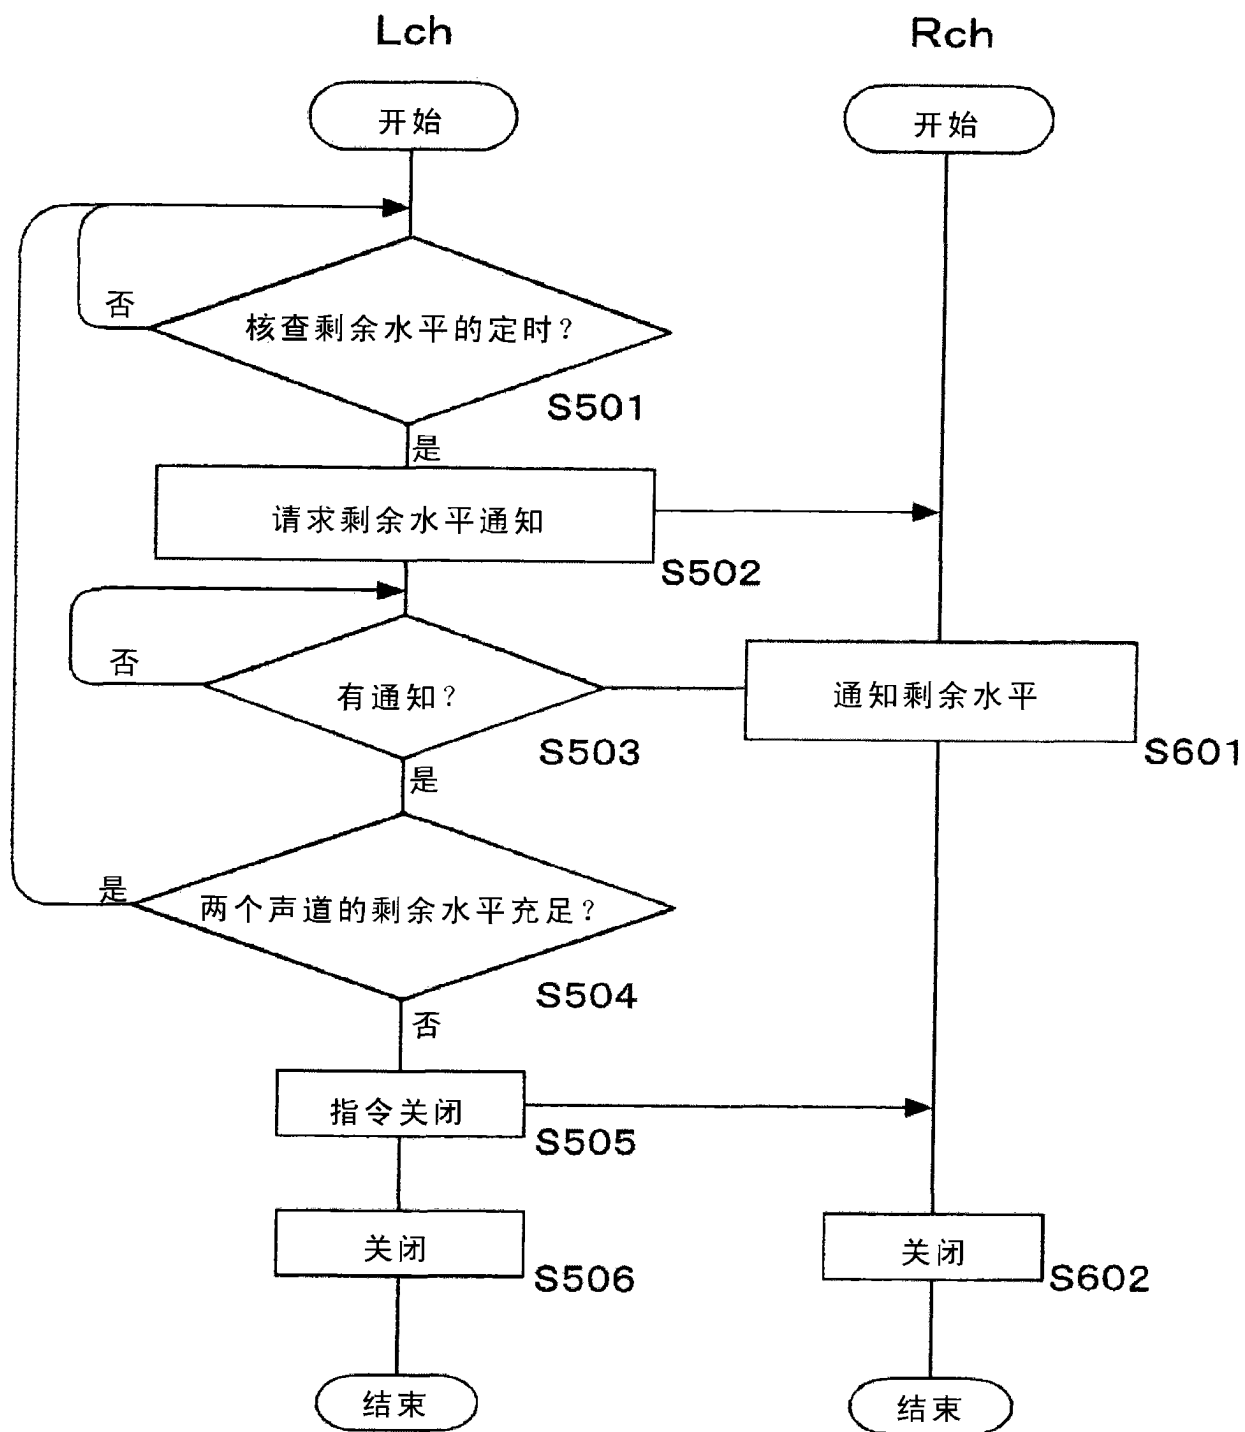 Lch
Rch
开始
开始
否
核查剩余水平的定时？
S501
是
请求剩余水平通知
S502
否
有通知？
S503
通知剩余水平
S601
是
是
两个声道的剩余水平充足？
S504
否
指令关闭
S505
关闭
S506
关闭
S602
结束
结束